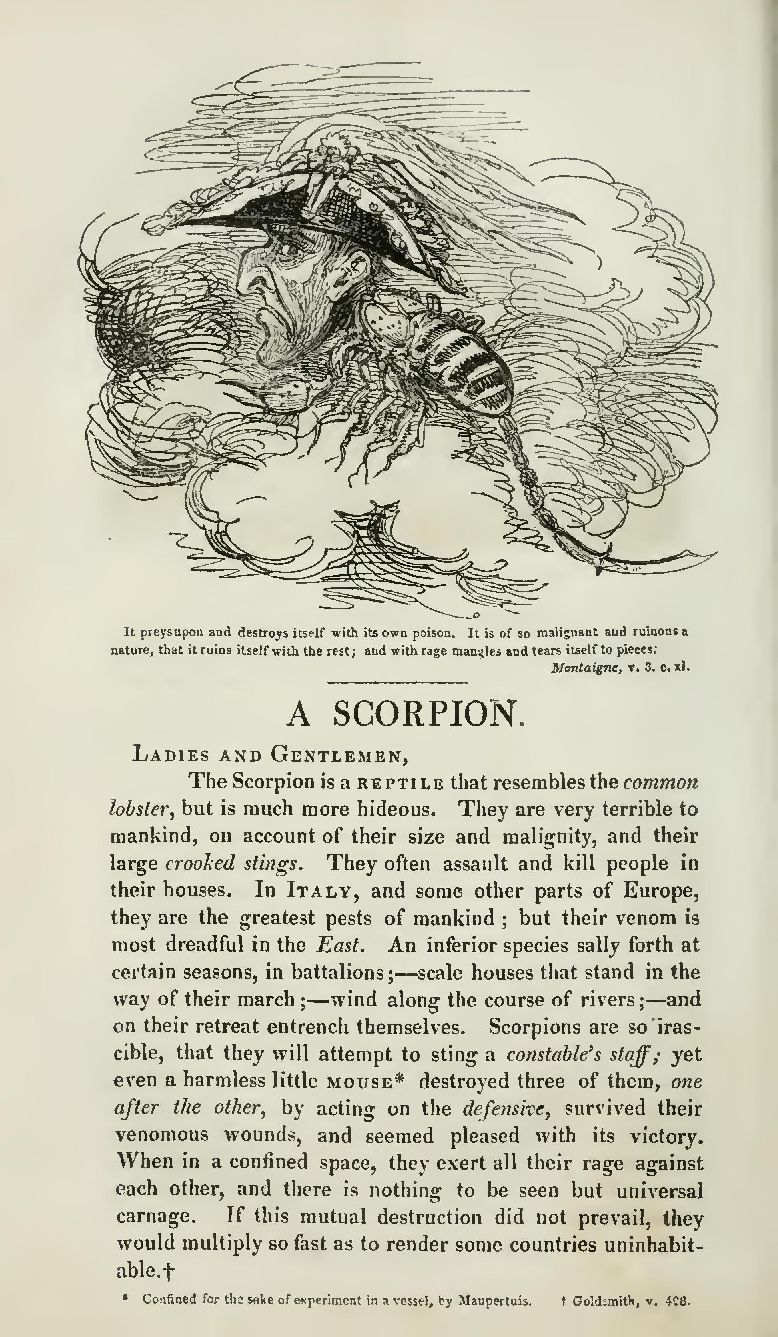 It preys upon and destroys itself with its own poison. It is of so malignant and ruinous a
nature, that it ruins itself with the rest; and with rage mangles and tears itself to pieces:
Montaigne, v. 3. c. xi.
A SCORPION.
LADIES AND GENTLEMEN,
The Scorpion is a REPTILE that resembles the common
lobster, but is much more hideous. They are very terrible to
mankind, on account of their size and malignity, and their
large crooked stings. They often assault and kill people in
their houses. In ITALY, and some other parts of Europe,
they are the greatest pests of mankind ; but their venom is
most dreadful in the East. An inferior species sally forth at
certain seasons, in battalions;—scale houses that stand in the
way of their march ;—wind along the course of rivers;—and
on their retreat entrench themselves. Scorpions are so iras-
cible, that they will attempt to sting a constable's staff; yet
even a harmless little MOUSE* destroyed three of them, one
after the other, by acting on the defensive, survived their
venomous wounds, and seemed pleased with its victory.
When in a confined space, they exert all their rage against
each other, and there is nothing to be seen but universal
carnage. If this mutual destruction did not prevail, they
would multiply so fast as to render some countries uninhabit-
able.†
* Confined for the sake of experiment in a vessel, by Maupertuis. † Goldsmith, v. 498.